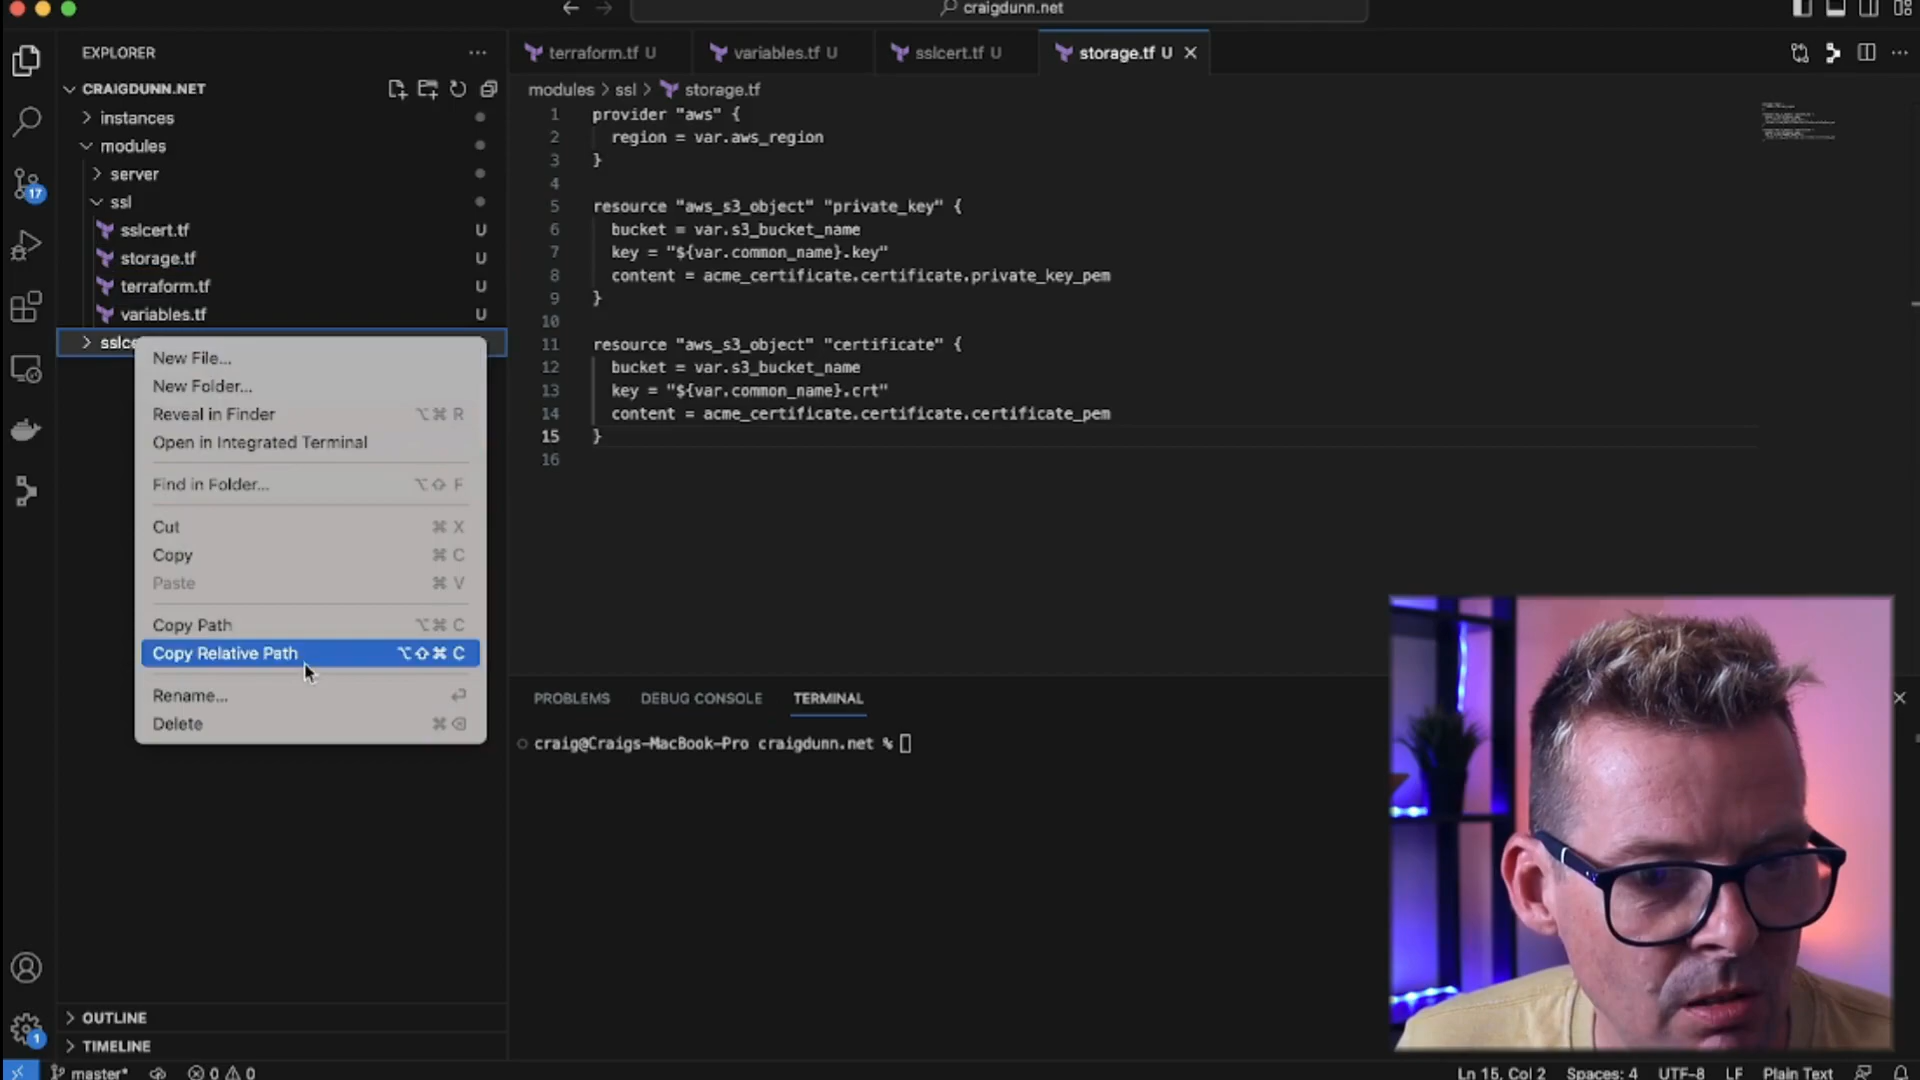 craigdunn.net
EXPLORER
CRAIGDUNN.NET
instances
modules
server
ssl
sslcert.tf U
storage.tf U
terraform.tf U
variables.tf U
New File...
New Folder...
Reveal in Finder ⌥⌘ R
Open in Integrated Terminal
Find in Folder... ⌥⇧ F
Cut ⌘ X
Copy ⌘ C
Paste ⌘ V
Copy Path ⌥⌘ C
Copy Relative Path ⌥⇧⌘ C
Rename...
Delete
OUTLINE
TIMELINE
17
1
terraform.tf U
variables.tf U
sslcert.tf U
storage.tf U
modules > ssl > storage.tf
1 provider "aws" {
2 region = var.aws_region
3 }
4
5 resource "aws_s3_object" "private_key" {
6 bucket = var.s3_bucket_name
7 key = "${var.common_name}.key"
8 content = acme_certificate.certificate.private_key_pem
9 }
10
11 resource "aws_s3_object" "certificate" {
12 bucket = var.s3_bucket_name
13 key = "${var.common_name}.crt"
14 content = acme_certificate.certificate.certificate_pem
15 }
16
PROBLEMS DEBUG CONSOLE TERMINAL
craig@Craigs-MacBook-Pro craigdunn.net %
master* 0 0
Ln 15, Col 2 Spaces: 4 UTF-8 LF Plain Text